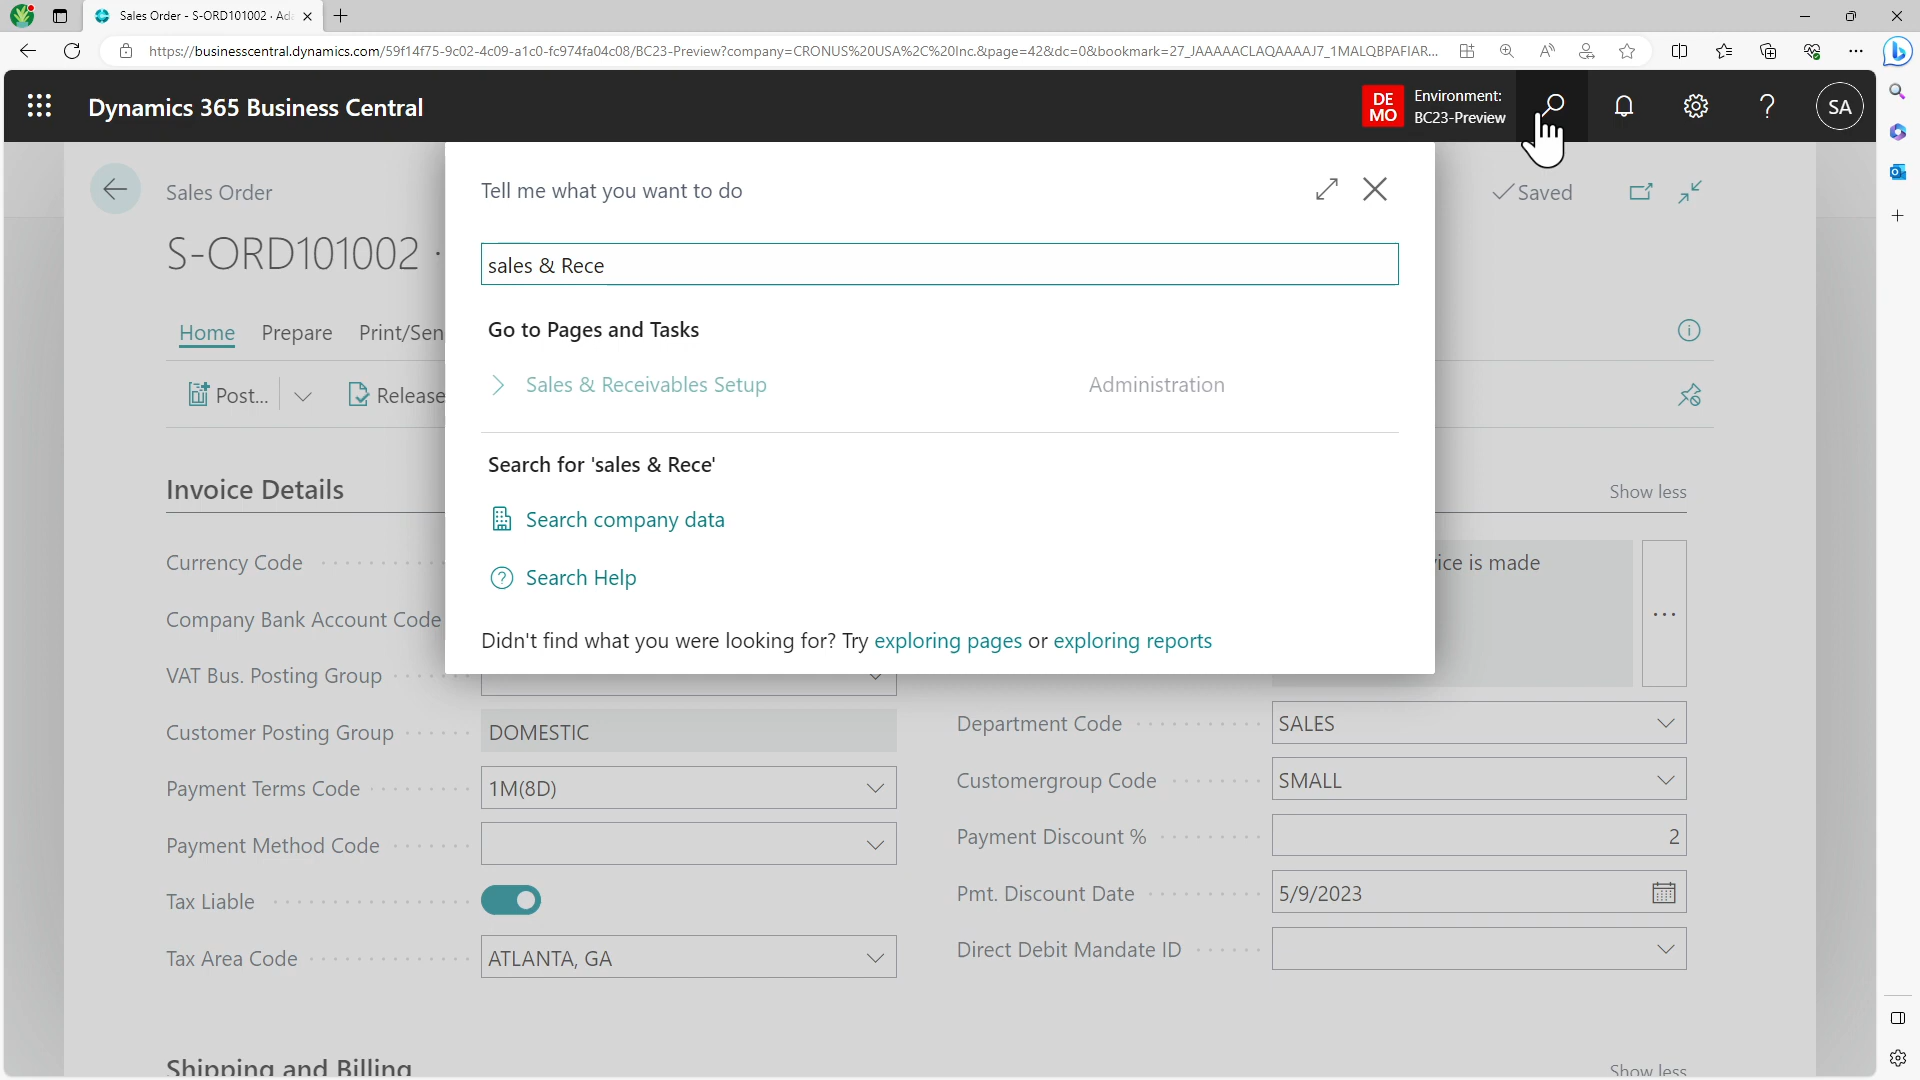 Sales Order - S-ORD101002 · Ad
https://businesscentral.dynamics.com/59f14f75-9c02-4c09-a1c0-fc974fa04c08/BC23-Preview?company=CRONUS%20USA%2C%20Inc.&page=42&dc=0&bookmark=27_JAAAAACLAQAAAAJ7_1MALQBPAFIAR...
Dynamics 365 Business Central
DE
MO
Environment:
BC23-Preview
SA
Sales Order
Saved
S-ORD101002 ·
Home
Prepare
Print/Sen
Post...
Release
Tell me what you want to do
sales & Rece
Go to Pages and Tasks
Sales & Receivables Setup
Administration
Search for 'sales & Rece'
Search company data
Search Help
Didn't find what you were looking for? Try exploring pages or exploring reports
Invoice Details
Show less
Currency Code
ice is made
Company Bank Account Code
VAT Bus. Posting Group
Customer Posting Group
DOMESTIC
Department Code
SALES
Payment Terms Code
1M(8D)
Customergroup Code
SMALL
Payment Method Code
Payment Discount %
2
Tax Liable
Pmt. Discount Date
5/9/2023
Tax Area Code
ATLANTA, GA
Direct Debit Mandate ID
Shipping and Billing
Show less